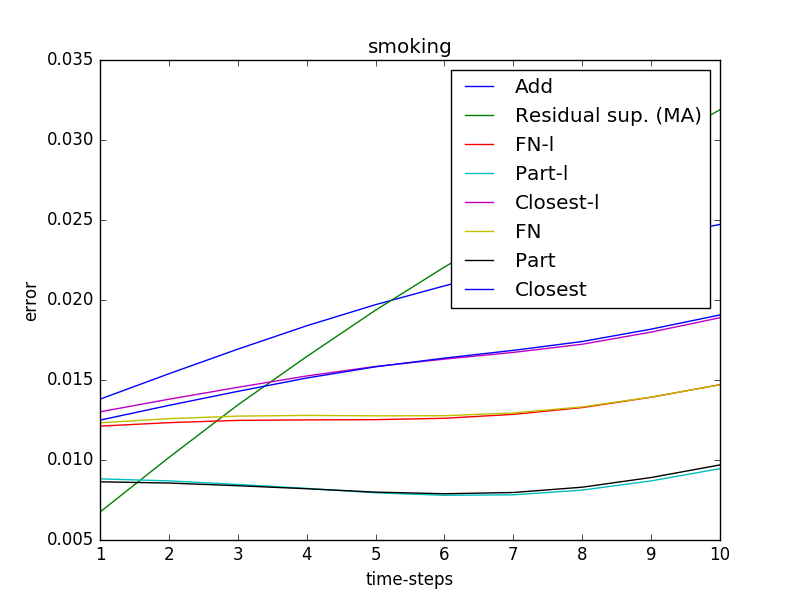 smoking
0.035
0.030
0.025
0.020
0.015
0.010
0.005
error
Add
Residual sup. (MA)
FN-l
Part-l
Closest-l
FN
Part
Closest
1 2 3 4 5 6 7 8 9 10
time-steps